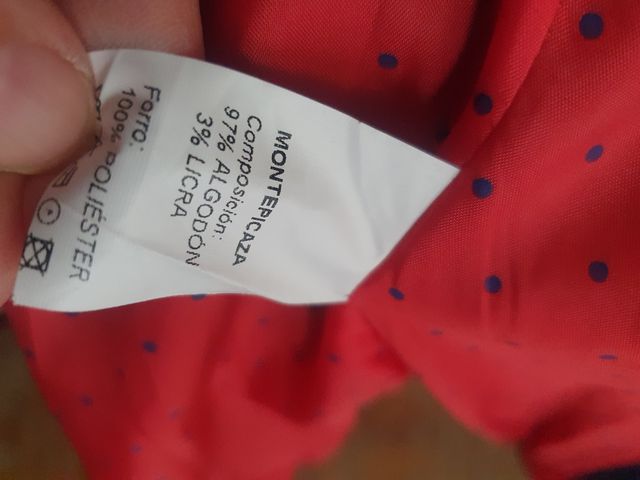 MONTEPICAZA
Composición:
97% ALGODÓN
3% LICRA
Forro:
100% POLIÉSTER